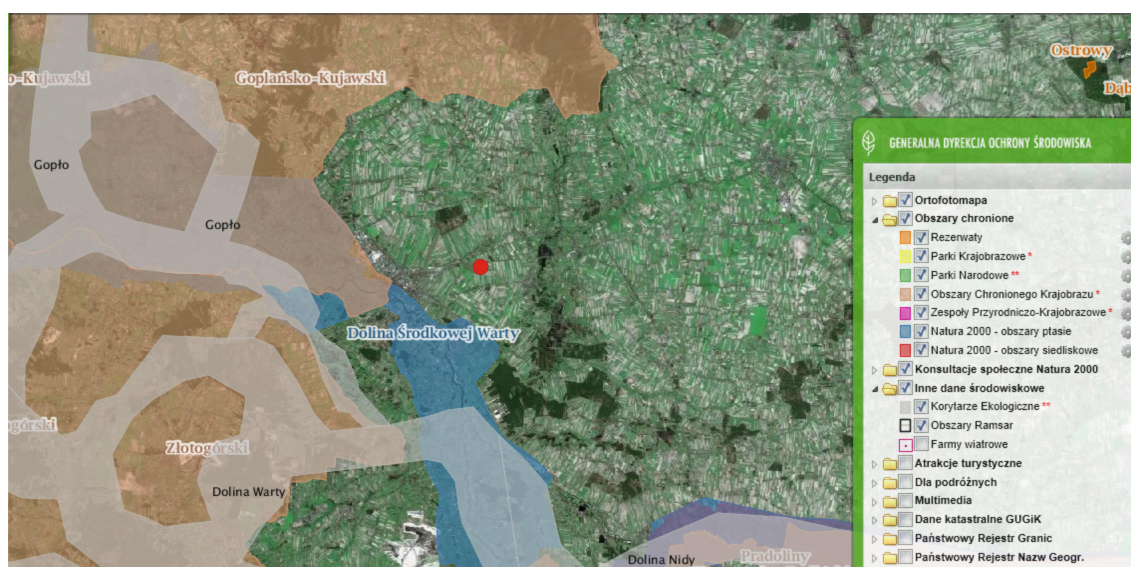 Ostrowy
Dąb
o-Kujawski
Goplańsko-Kujawski
Gopło
Gopło
Dolina Środkowej Warty
ogórski
Złotogórski
Dolina Warty
Dolina Nidy
Pradoliny
GENERALNA DYREKCJA OCHRONY ŚRODOWISKA
Legenda
Ortofotomapa
Obszary chronione
Rezerwaty
Parki Krajobrazowe *
Parki Narodowe **
Obszary Chronionego Krajobrazu *
Zespoły Przyrodniczo-Krajobrazowe *
Natura 2000 - obszary ptasie
Natura 2000 - obszary siedliskowe
Konsultacje społeczne Natura 2000
Inne dane środowiskowe
Korytarze Ekologiczne **
Obszary Ramsar
Farmy wiatrowe
Atrakcje turystyczne
Dla podróżnych
Multimedia
Dane katastralne GUGiK
Państwowy Rejestr Granic
Państwowy Rejestr Nazw Geogr.